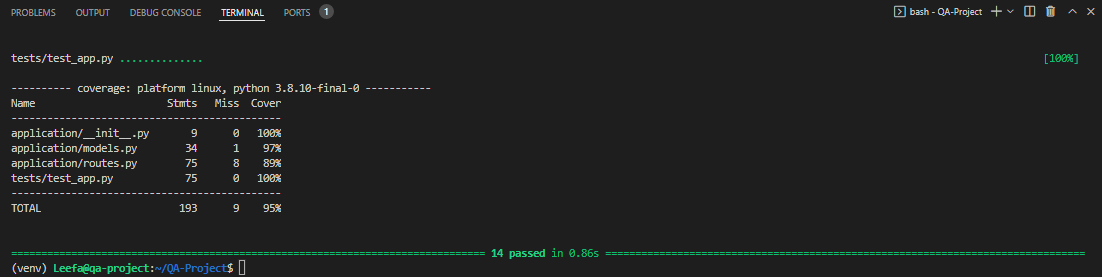 PROBLEMS OUTPUT DEBUG CONSOLE TERMINAL PORTS 1 bash - QA-Project
tests/test_app.py .............. [100%]
---------- coverage: platform linux, python 3.8.10-final-0 -----------
Name Stmts Miss Cover
---------------------------------------------
application/__init__.py 9 0 100%
application/models.py 34 1 97%
application/routes.py 75 8 89%
tests/test_app.py 75 0 100%
---------------------------------------------
TOTAL 193 9 95%
=============================================================================== 14 passed in 0.86s ================================================================================
(venv) Leefa@qa-project:~/QA-Project$